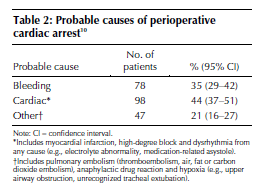 Table 2: Probable causes of perioperative
cardiac arrest³⁰
Probable cause No. of patients % (95% CI)
Bleeding 78 35 (29–42)
Cardiac* 98 44 (37–51)
Other† 47 21 (16–27)
Note: CI = confidence interval.
*Includes myocardial infarction, high-degree block and dysrhythmia from
any cause (e.g., electrolyte abnormality, medication-related asystole).
†Includes pulmonary embolism (thromboembolism, air, fat or carbon
dioxide embolism), anaphylactic drug reaction and hypoxia (e.g., upper
airway obstruction, unrecognized tracheal extubation).